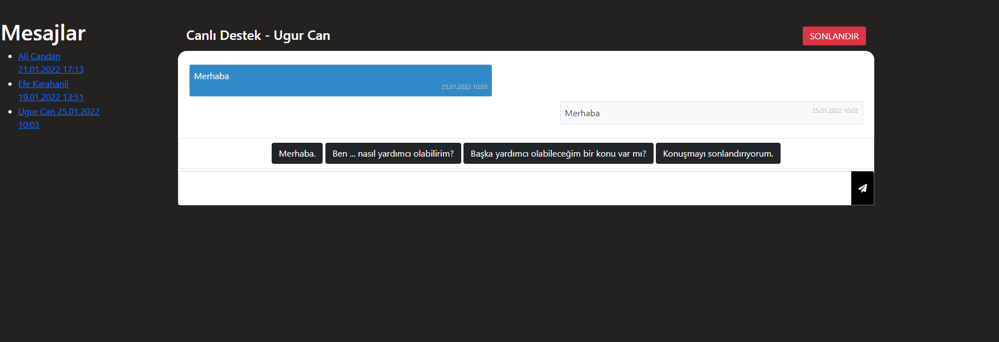 Mesajlar
Ali Candan
21.01.2022 17:13
Efe Karahanli
19.01.2022 13:51
Ugur Can 25.01.2022
10:03
Canlı Destek - Ugur Can
SONLANDIR
Merhaba
25.01.2022 10:03
Merhaba
25.01.2022 10:03
Merhaba.
Ben ... nasıl yardımcı olabilirim?
Başka yardımcı olabileceğim bir konu var mı?
Konuşmayı sonlandırıyorum.